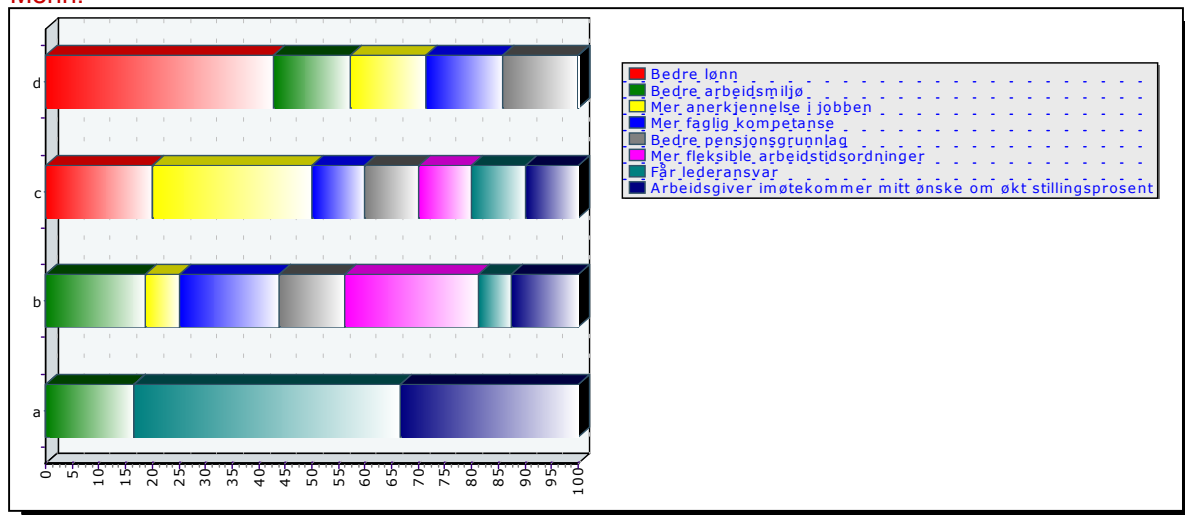 Menn:
d
c
b
a
0 5 10 15 20 25 30 35 40 45 50 55 60 65 70 75 80 85 90 95 100
Bedre lønn
Bedre arbeidsmiljø
Mer anerkjennelse i jobben
Mer faglig kompetanse
Bedre pensjonsgrunnlag
Mer fleksible arbeidstidsordninger
Får lederansvar
Arbeidsgiver imøtekommer mitt ønske om økt stillingsprosent